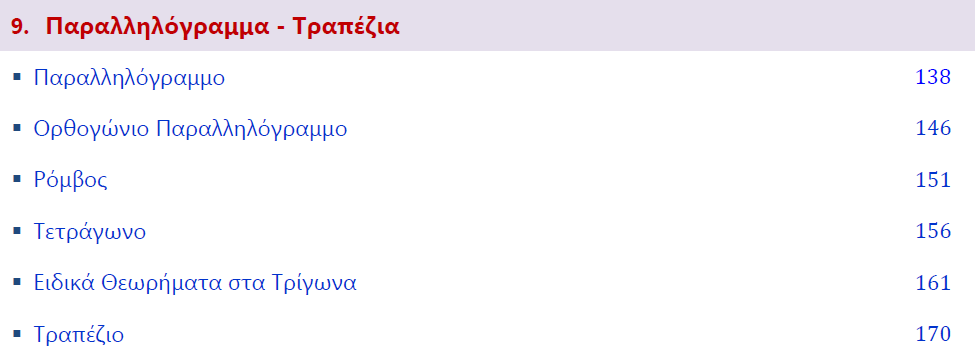 9. Παραλληλόγραμμα - Τραπέζια
▪ Παραλληλόγραμμο 138
▪ Ορθογώνιο Παραλληλόγραμμο 146
▪ Ρόμβος 151
▪ Τετράγωνο 156
▪ Ειδικά Θεωρήματα στα Τρίγωνα 161
▪ Τραπέζιο 170